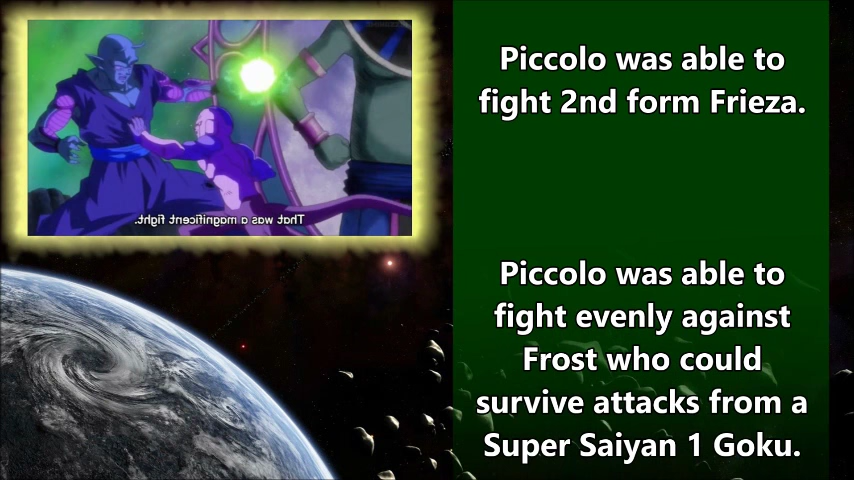 That was a magnificent fight.
Piccolo was able to
fight 2nd form Frieza.
Piccolo was able to
fight evenly against
Frost who could
survive attacks from a
Super Saiyan 1 Goku.